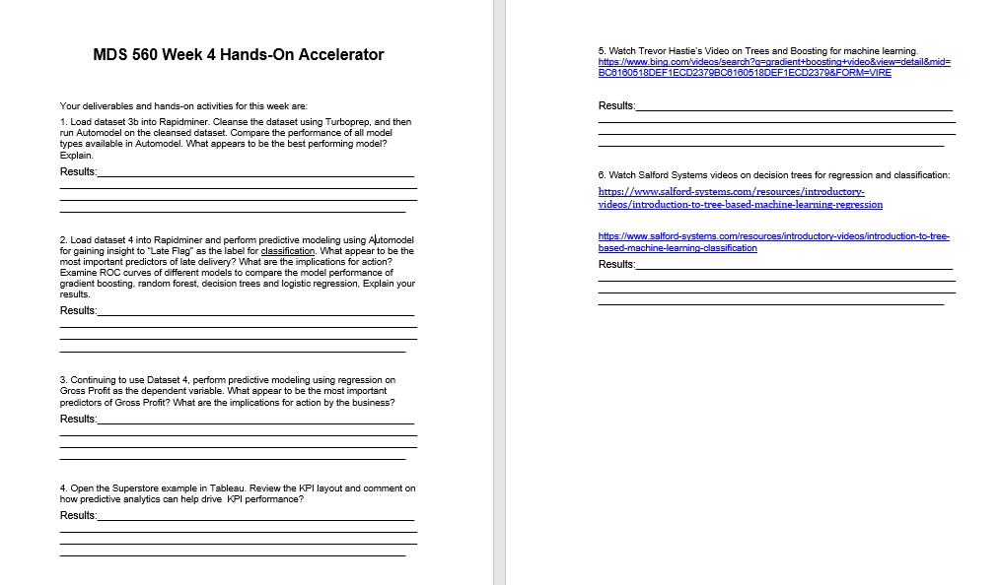 MDS 560 Week 4 Hands-On Accelerator
Your deliverables and hands-on activities for this week are:
1. Load dataset 3b into Rapidminer. Cleanse the dataset using Turboprep, and then
run Automodel on the cleansed dataset. Compare the performance of all model
types available in Automodel. What appears to be the best performing model?
Explain.
Results:
2. Load dataset 4 into Rapidminer and perform predictive modeling using Automodel
for gaining insight to “Late Flag” as the label for classification. What appear to be the
most important predictors of late delivery? What are the implications for action?
Examine ROC curves of different models to compare the model performance of
gradient boosting, random forest, decision trees and logistic regression, Explain your
results.
Results:
3. Continuing to use Dataset 4, perform predictive modeling using regression on
Gross Profit as the dependent variable. What appear to be the most important
predictors of Gross Profit? What are the implications for action by the business?
Results:
4. Open the Superstore example in Tableau. Review the KPI layout and comment on
how predictive analytics can help drive  KPI performance?
Results:
5. Watch Trevor Hastie’s Video on Trees and Boosting for machine learning.
https://www.bing.com/videos/search?q=gradient+boosting+video&view=detail&mid=
BC6160518DEF1ECD2379BC6160518DEF1ECD2379&FORM=VIRE
Results:
6. Watch Salford Systems videos on decision trees for regression and classification:
https://www.salford-systems.com/resources/introductory-
videos/introduction-to-tree-based-machine-learning-regression
https://www.salford-systems.com/resources/introductory-videos/introduction-to-tree-
based-machine-learning-classification
Results: